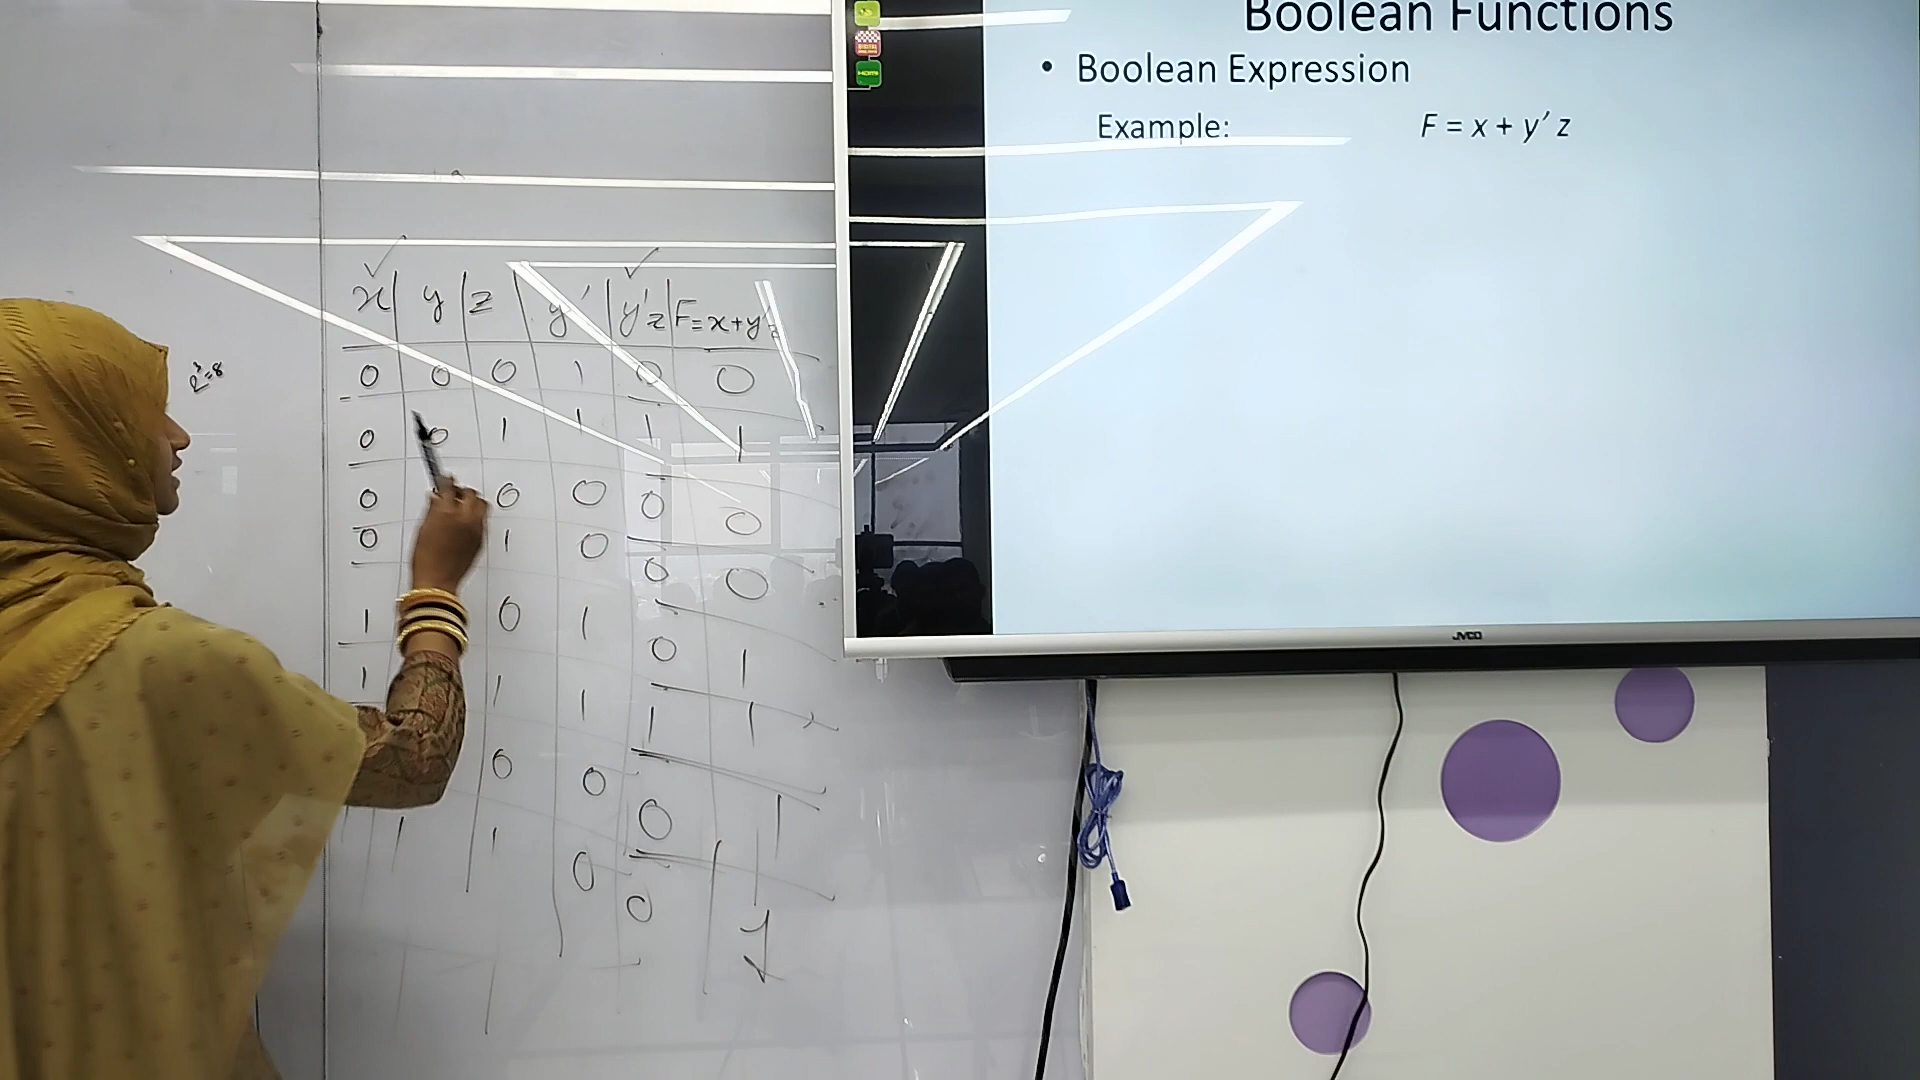 Boolean Functions
• Boolean Expression
Example: F = x + y′ z
HDMI
JVCO
2³=8
x y z y' y'z F=x+y'z
0 0 0 1 0 0
0 0 1 1 1 1
0 0 0 0 0
0 1 0 0 0
1 0 1 0 1
1 1 1 1 1
0 0 0 1
1 1 0 0 1